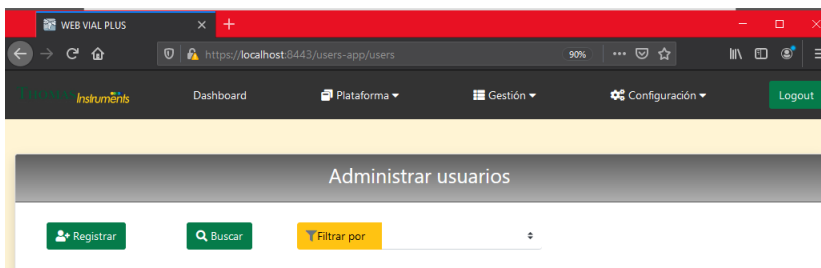 WEB VIAL PLUS
https://localhost:8443/users-app/users 90%
Instruments Dashboard Plataforma Gestión Configuración Logout
Administrar usuarios
Registrar Buscar Filtrar por